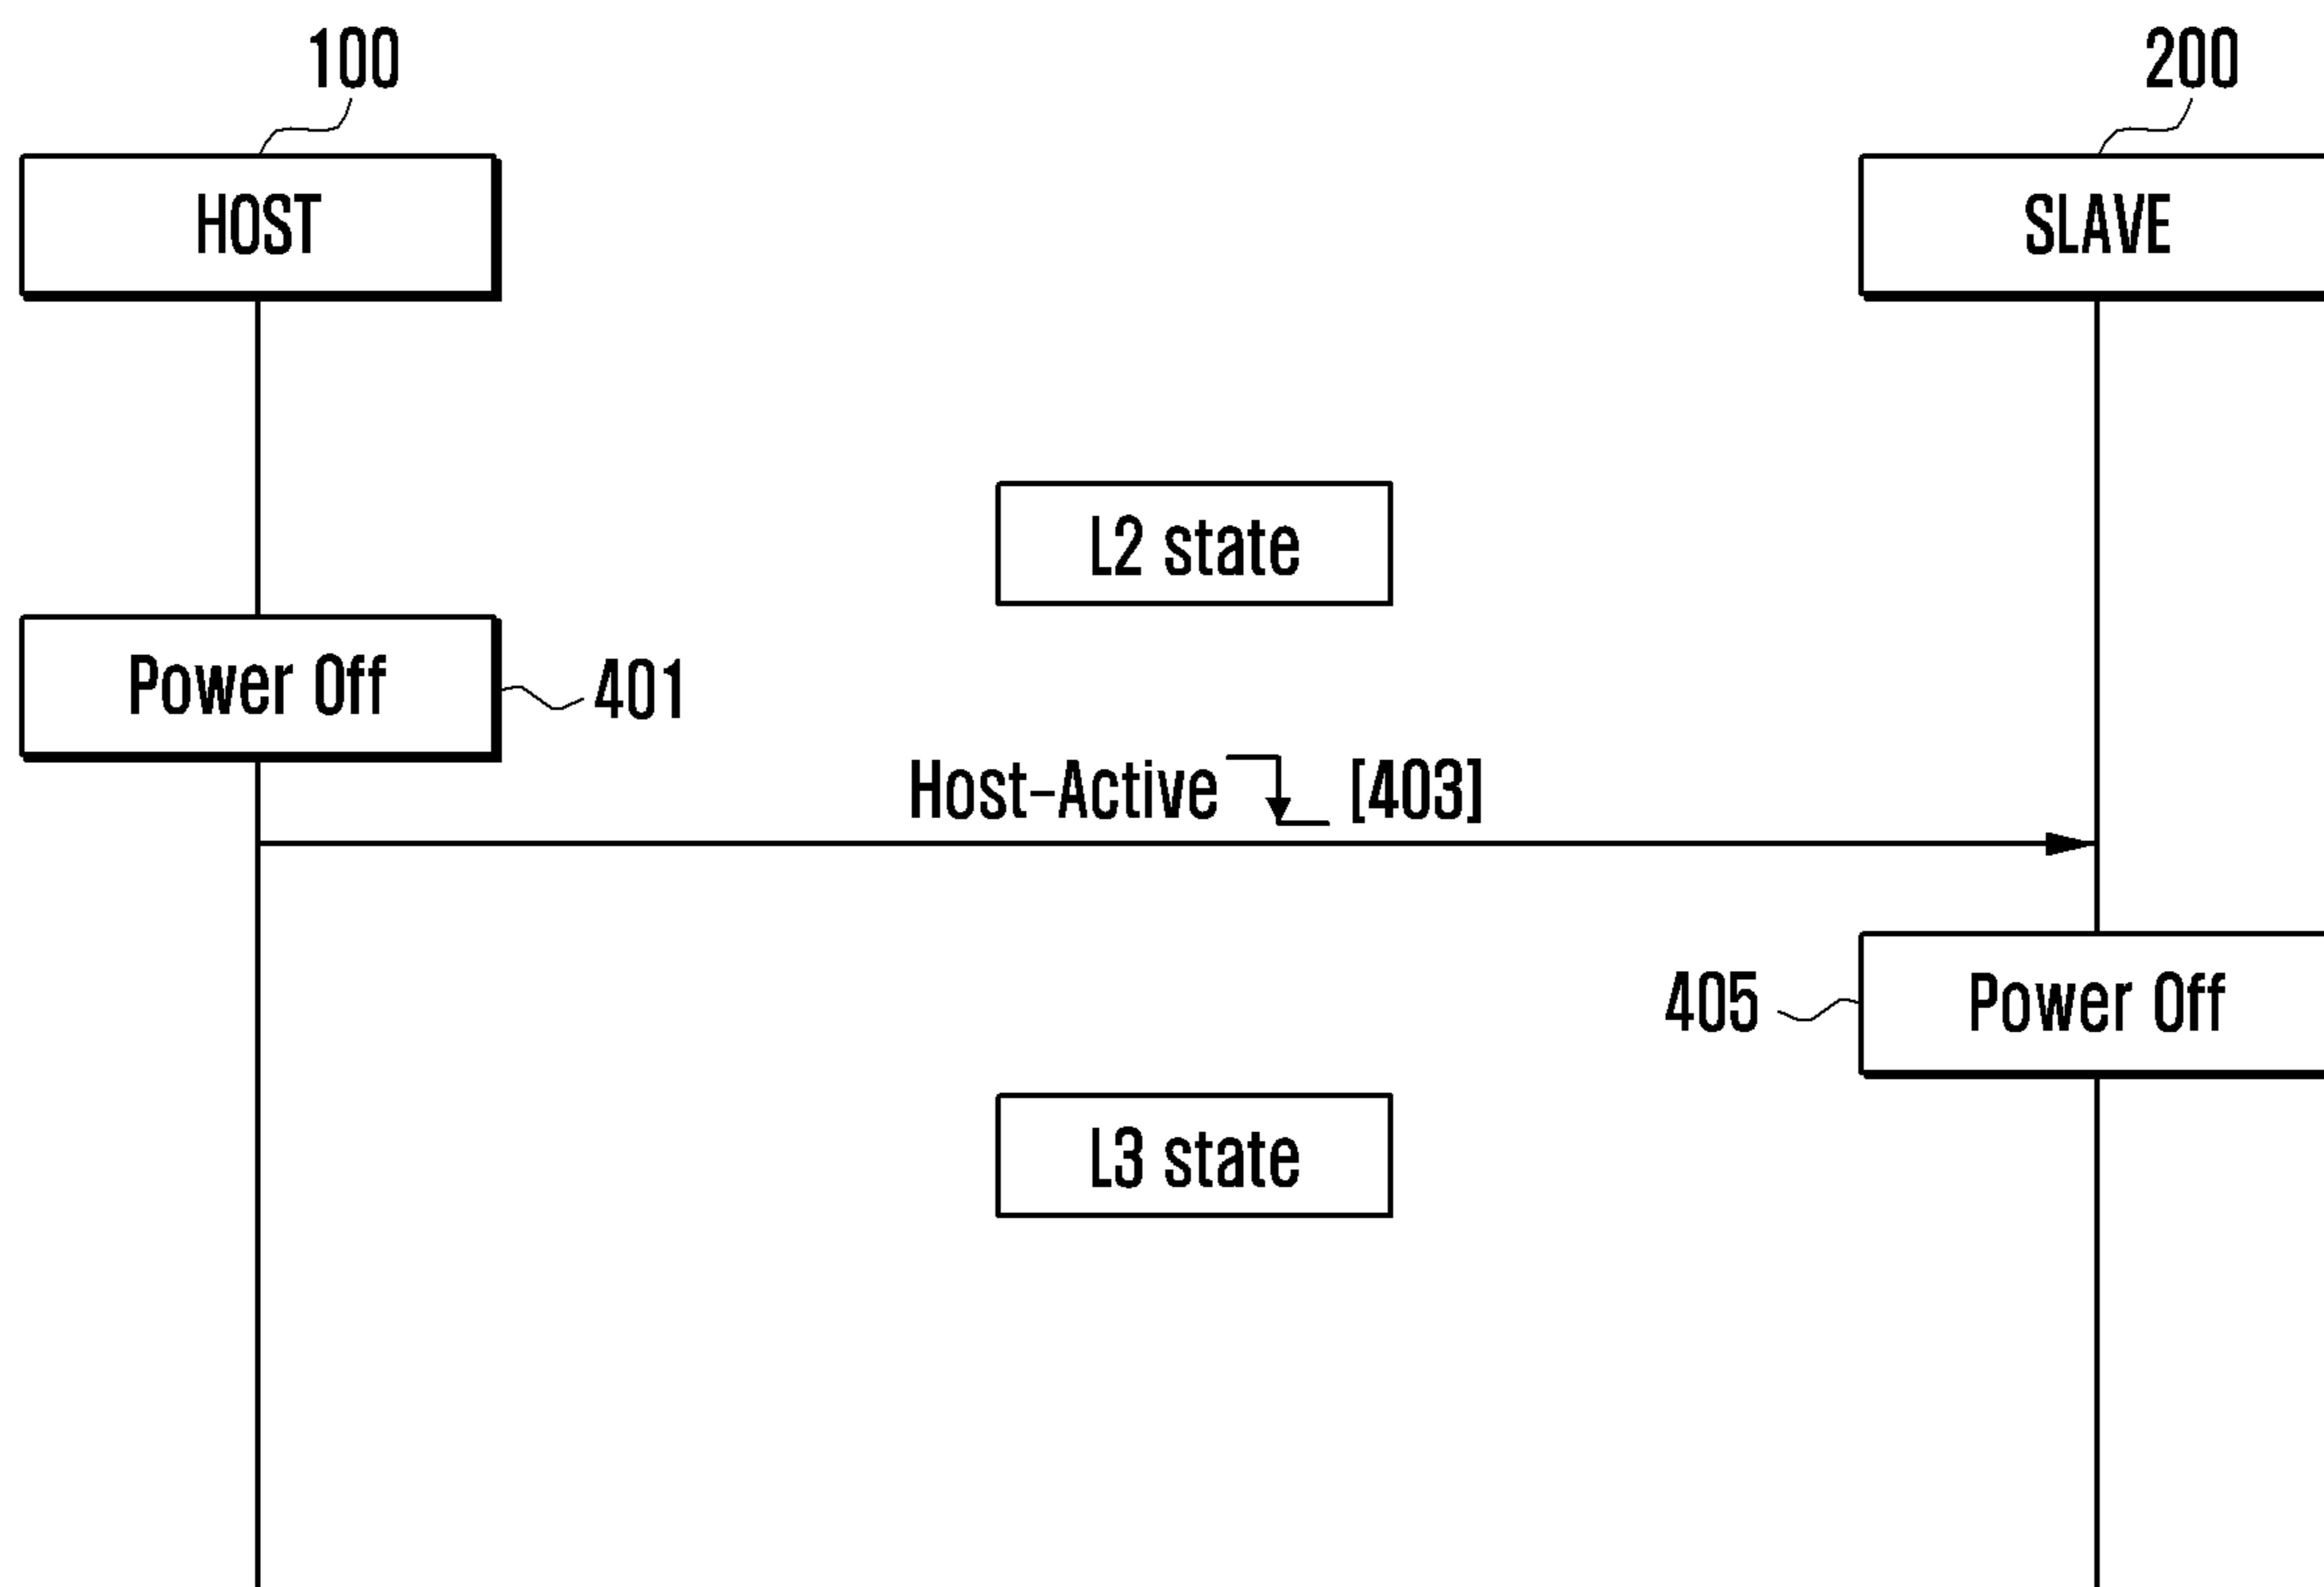 100
200
HOST
SLAVE
L2 state
Power Off
401
Host-Active [403]
405
Power Off
L3 state